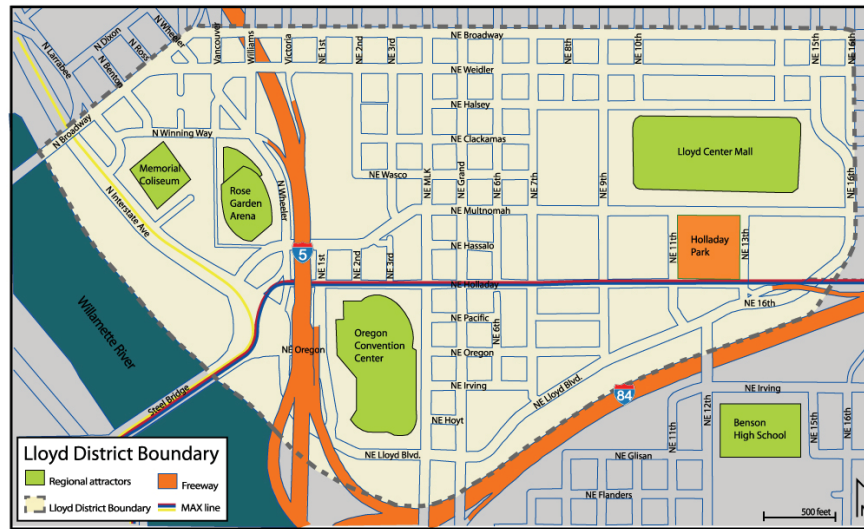 N Larrabee
N Dixon
N Ross
N Wheeler
N Benton
Vancouver
Williams
Victoria
NE 1st
NE 2nd
NE 3rd
NE Broadway
NE 8th
NE 10th
NE 15th
NE 16th
N Broadway
NE Weidler
NE Halsey
N Winning Way
NE Clackamas
Memorial
Coliseum
Rose
Garden
Arena
N Wheeler
NE Wasco
NE MLK
NE Grand
NE 6th
NE 7th
NE 9th
Lloyd Center Mall
NE 16th
N Interstate Ave
NE Multnomah
NE Hassalo
NE 11th
Holladay
Park
NE 13th
5
NE 1st
NE 2nd
NE 3rd
NE Holladay
NE 16th
Willamette River
Oregon
Convention
Center
NE Pacific
NE 6th
NE Oregon
NE Oregon
NE Irving
NE Lloyd Blvd.
84
Steel Bridge
NE Hoyt
NE Irving
NE 11th
NE 12th
Benson
High School
NE 15th
NE 16th
NE Lloyd Blvd.
NE Glisan
NE Flanders
Lloyd District Boundary
Regional attractors
Freeway
Lloyd District Boundary
MAX line
500 feet